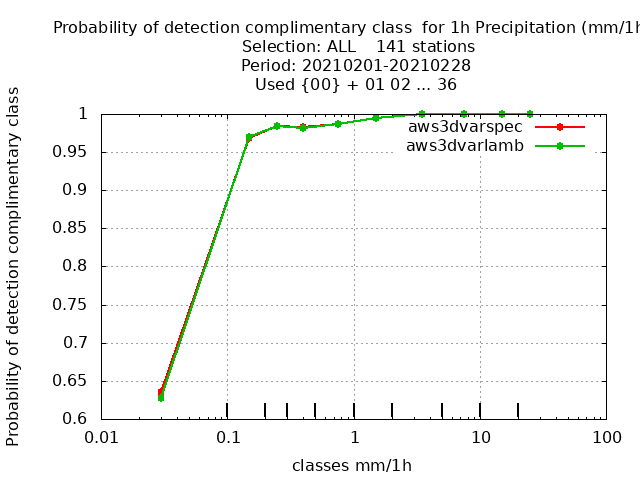 Probability of detection complimentary class  for 1h Precipitation (mm/1h
Selection: ALL    141 stations
Period: 20210201-20210228
Used {00} + 01 02 ... 36
Probability of detection complimentary class
1
0.95
0.9
0.85
0.8
0.75
0.7
0.65
0.6
aws3dvarspec
aws3dvarlamb
0.01
0.1
1
10
100
classes mm/1h